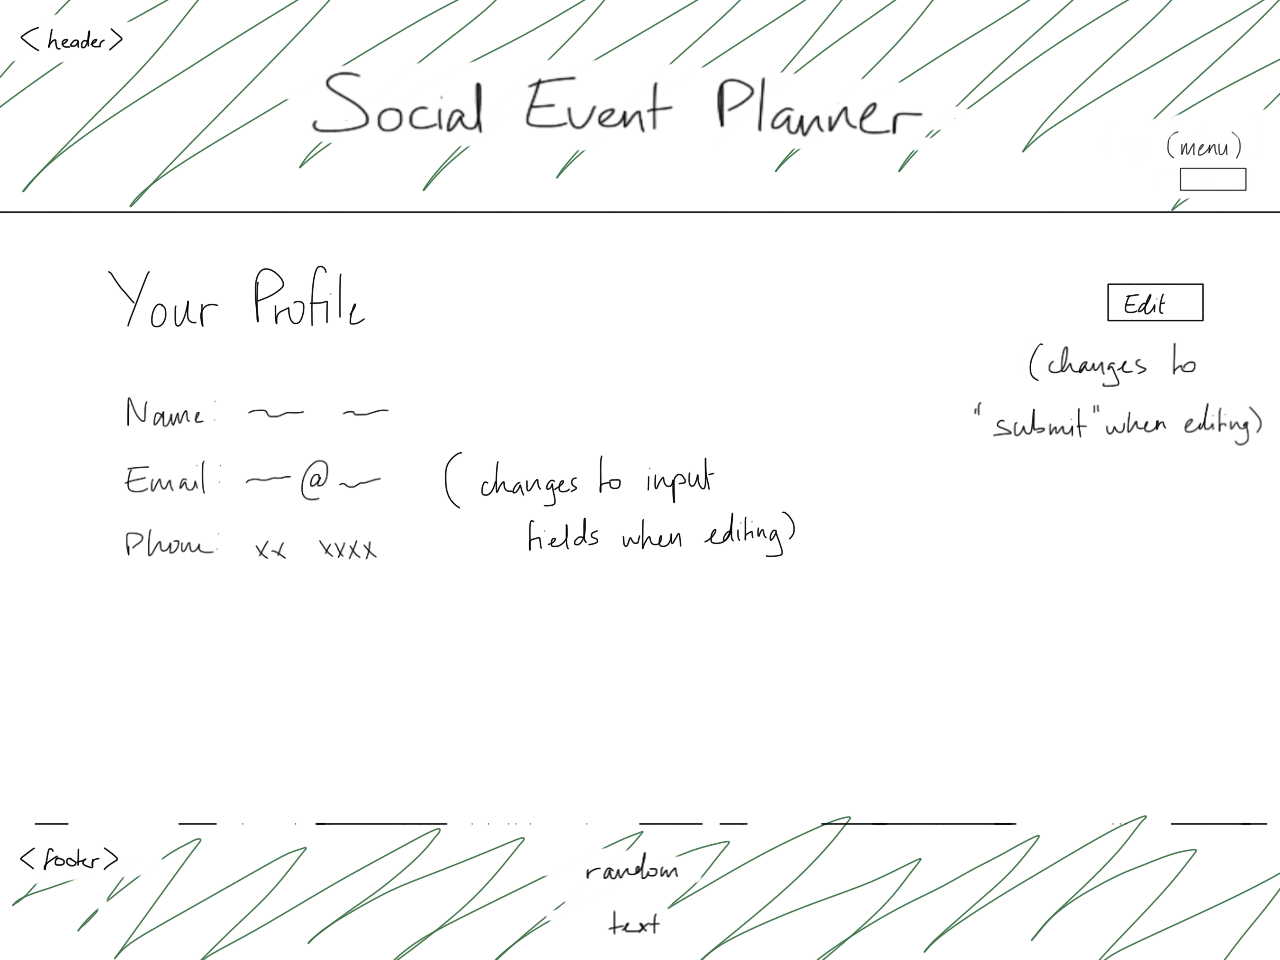 <header>
Social Event Planner
(menu)
Your Profile
Edit
(changes to
"submit" when editing)
Name:
Email: @
(changes to input
fields when editing)
Phone: xx xxxx
<footer>
random
text